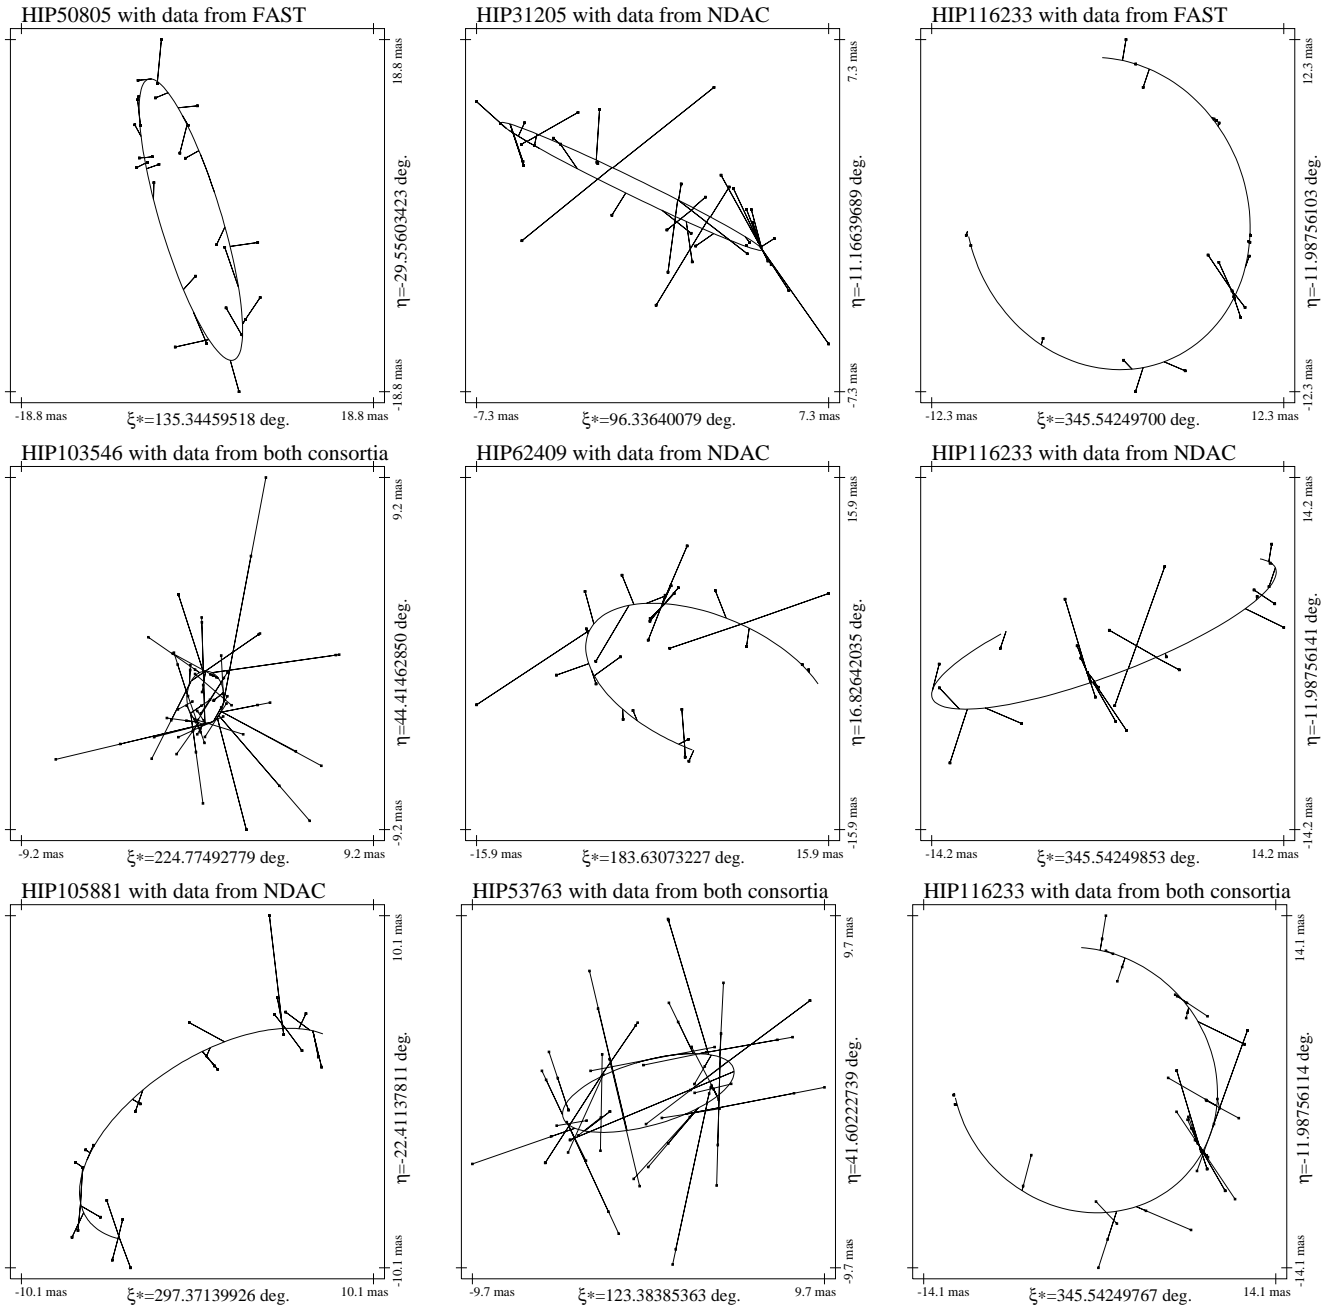 HIP50805 with data from FAST
18.8 mas
η=-29.55603423 deg.
-18.8 mas
-18.8 mas
ξ*=135.34459518 deg.
18.8 mas
HIP31205 with data from NDAC
7.3 mas
η=-11.16639689 deg.
-7.3 mas
-7.3 mas
ξ*=96.33640079 deg.
7.3 mas
HIP116233 with data from FAST
12.3 mas
η=-11.98756103 deg.
-12.3 mas
-12.3 mas
ξ*=345.54249700 deg.
12.3 mas
HIP103546 with data from both consortia
9.2 mas
η=44.41462850 deg.
-9.2 mas
-9.2 mas
ξ*=224.77492779 deg.
9.2 mas
HIP62409 with data from NDAC
15.9 mas
η=16.82642035 deg.
-15.9 mas
-15.9 mas
ξ*=183.63073227 deg.
15.9 mas
HIP116233 with data from NDAC
14.2 mas
η=-11.98756141 deg.
-14.2 mas
-14.2 mas
ξ*=345.54249853 deg.
14.2 mas
HIP105881 with data from NDAC
10.1 mas
η=-22.41137811 deg.
-10.1 mas
-10.1 mas
ξ*=297.37139926 deg.
10.1 mas
HIP53763 with data from both consortia
9.7 mas
η=41.60222739 deg.
-9.7 mas
-9.7 mas
ξ*=123.38385363 deg.
9.7 mas
HIP116233 with data from both consortia
14.1 mas
η=-11.98756114 deg.
-14.1 mas
-14.1 mas
ξ*=345.54249767 deg.
14.1 mas